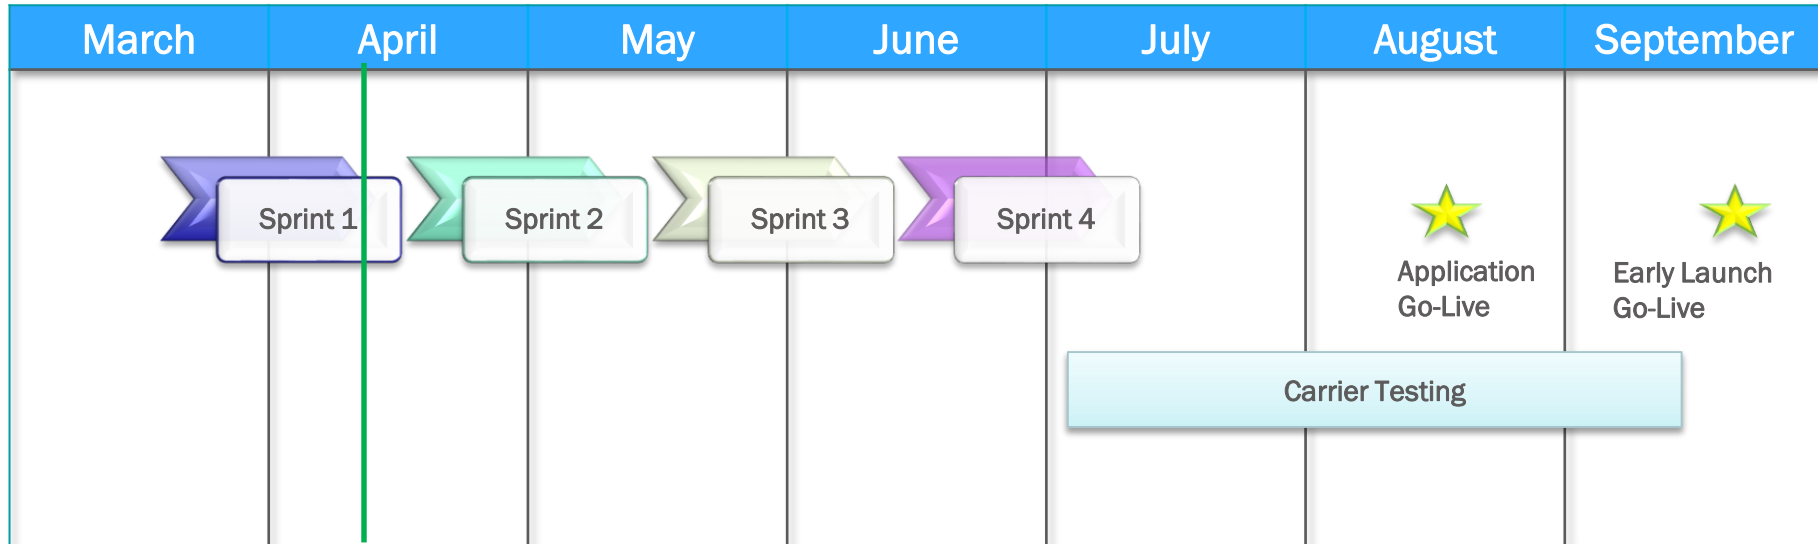 March April May June July August September
Sprint 1 Sprint 2 Sprint 3 Sprint 4
Application
Go-Live
Early Launch
Go-Live
Carrier Testing